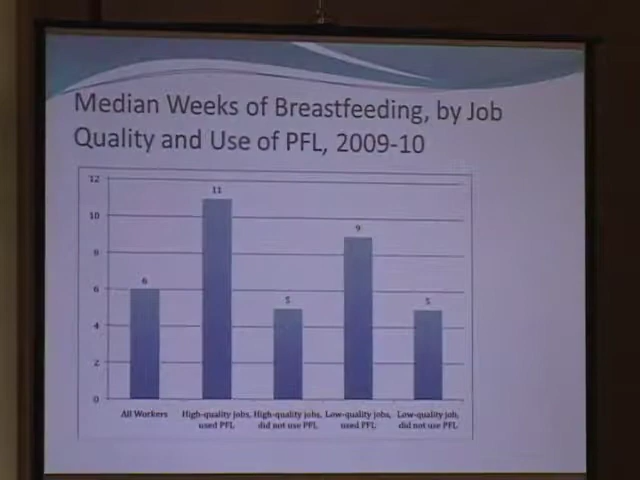 Median Weeks of Breastfeeding, by Job
Quality and Use of PFL, 2009-10
12
11
10
9
8
6
6
5
5
4
2
0
All Workers
High-quality jobs,
used PFL
High-quality jobs,
did not use PFL
Low-quality jobs,
used PFL
Low-quality job,
did not use PFL